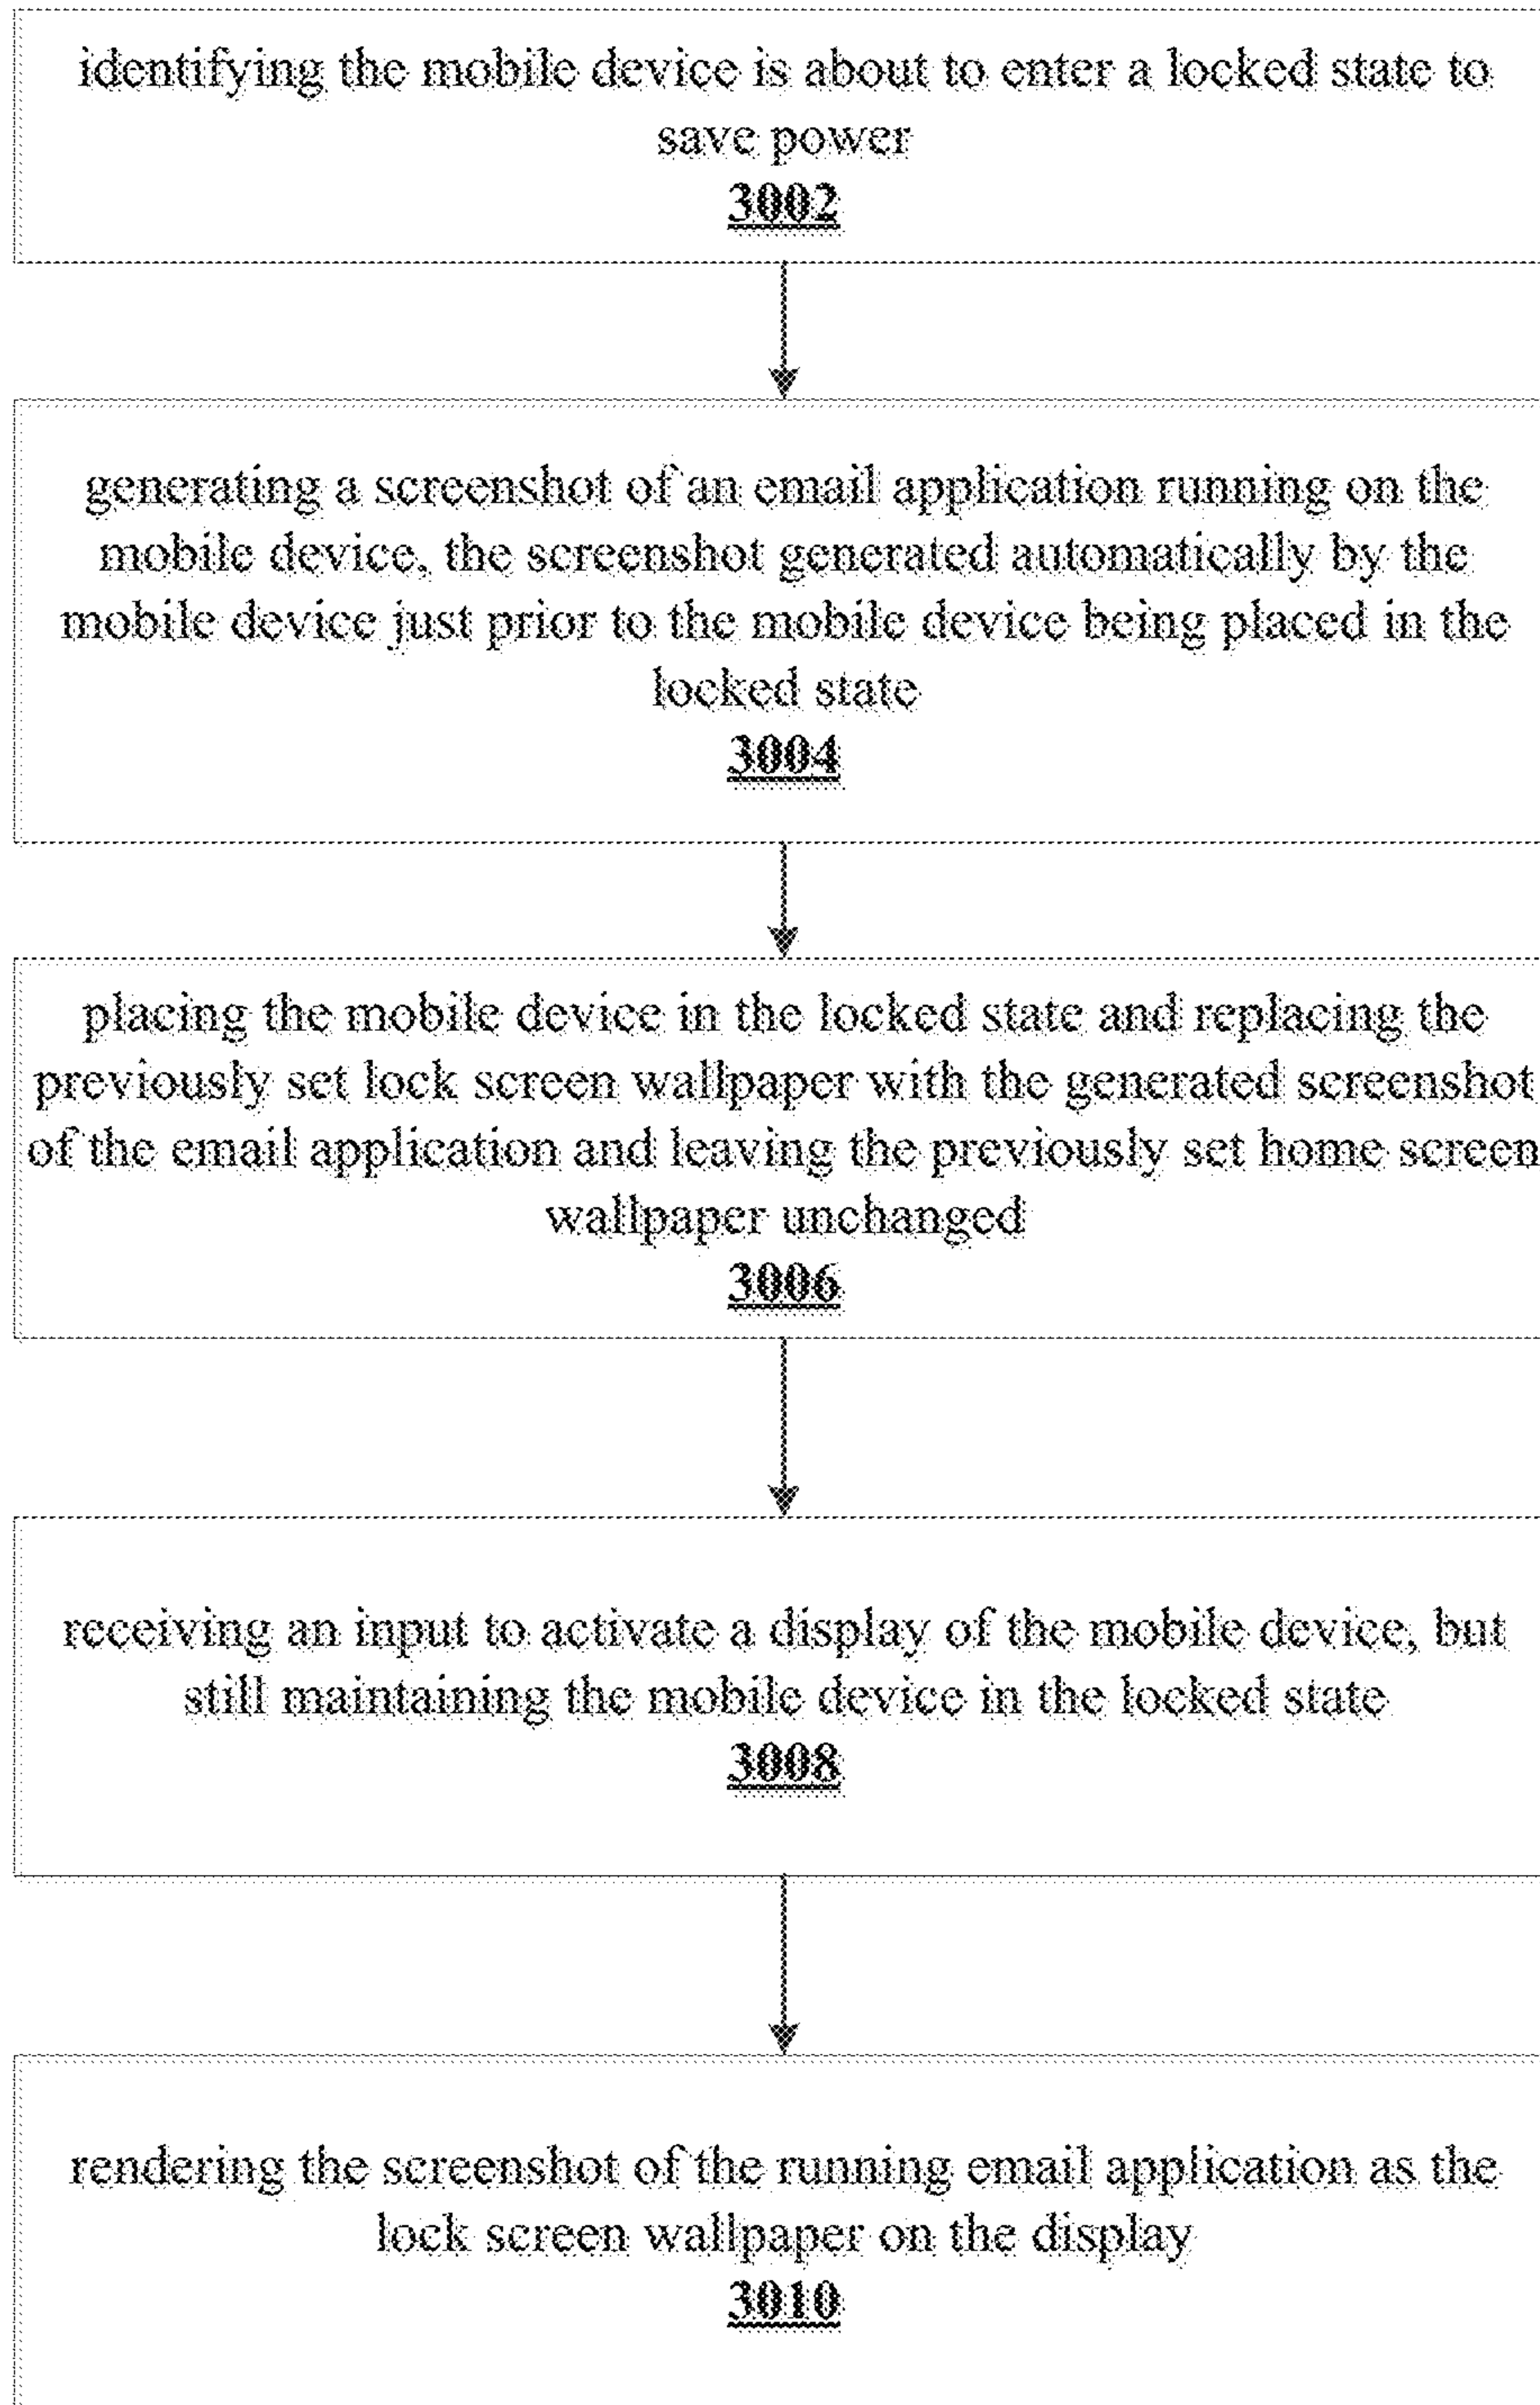 identifying the mobile device is about to enter a locked state to
save power
3002
generating a screenshot of an email application running on the
mobile device, the screenshot generated automatically by the
mobile device just prior to the mobile device being placed in the
locked state
3004
placing the mobile device in the locked state and replacing the
previously set lock screen wallpaper with the generated screenshot
of the email application and leaving the previously set home screen
wallpaper unchanged
3006
receiving an input to activate a display of the mobile device, but
still maintaining the mobile device in the locked state
3008
rendering the screenshot of the running email application as the
lock screen wallpaper on the display
3010